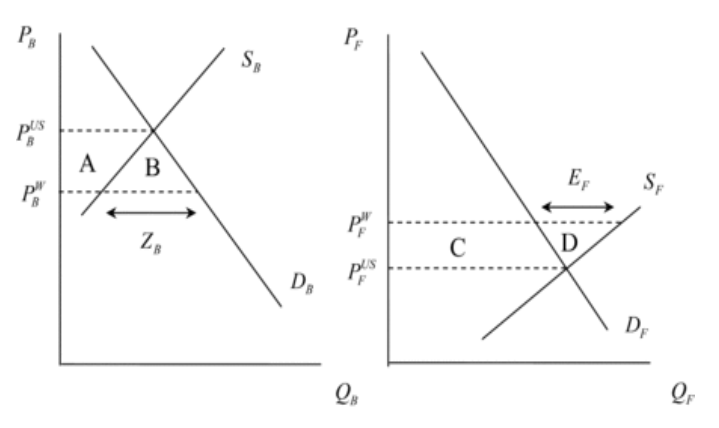 P_B
S_B
P_B^US
A
B
P_B^W
Z_B
D_B
Q_B
P_F
E_F
S_F
P_F^W
C
D
P_F^US
D_F
Q_F